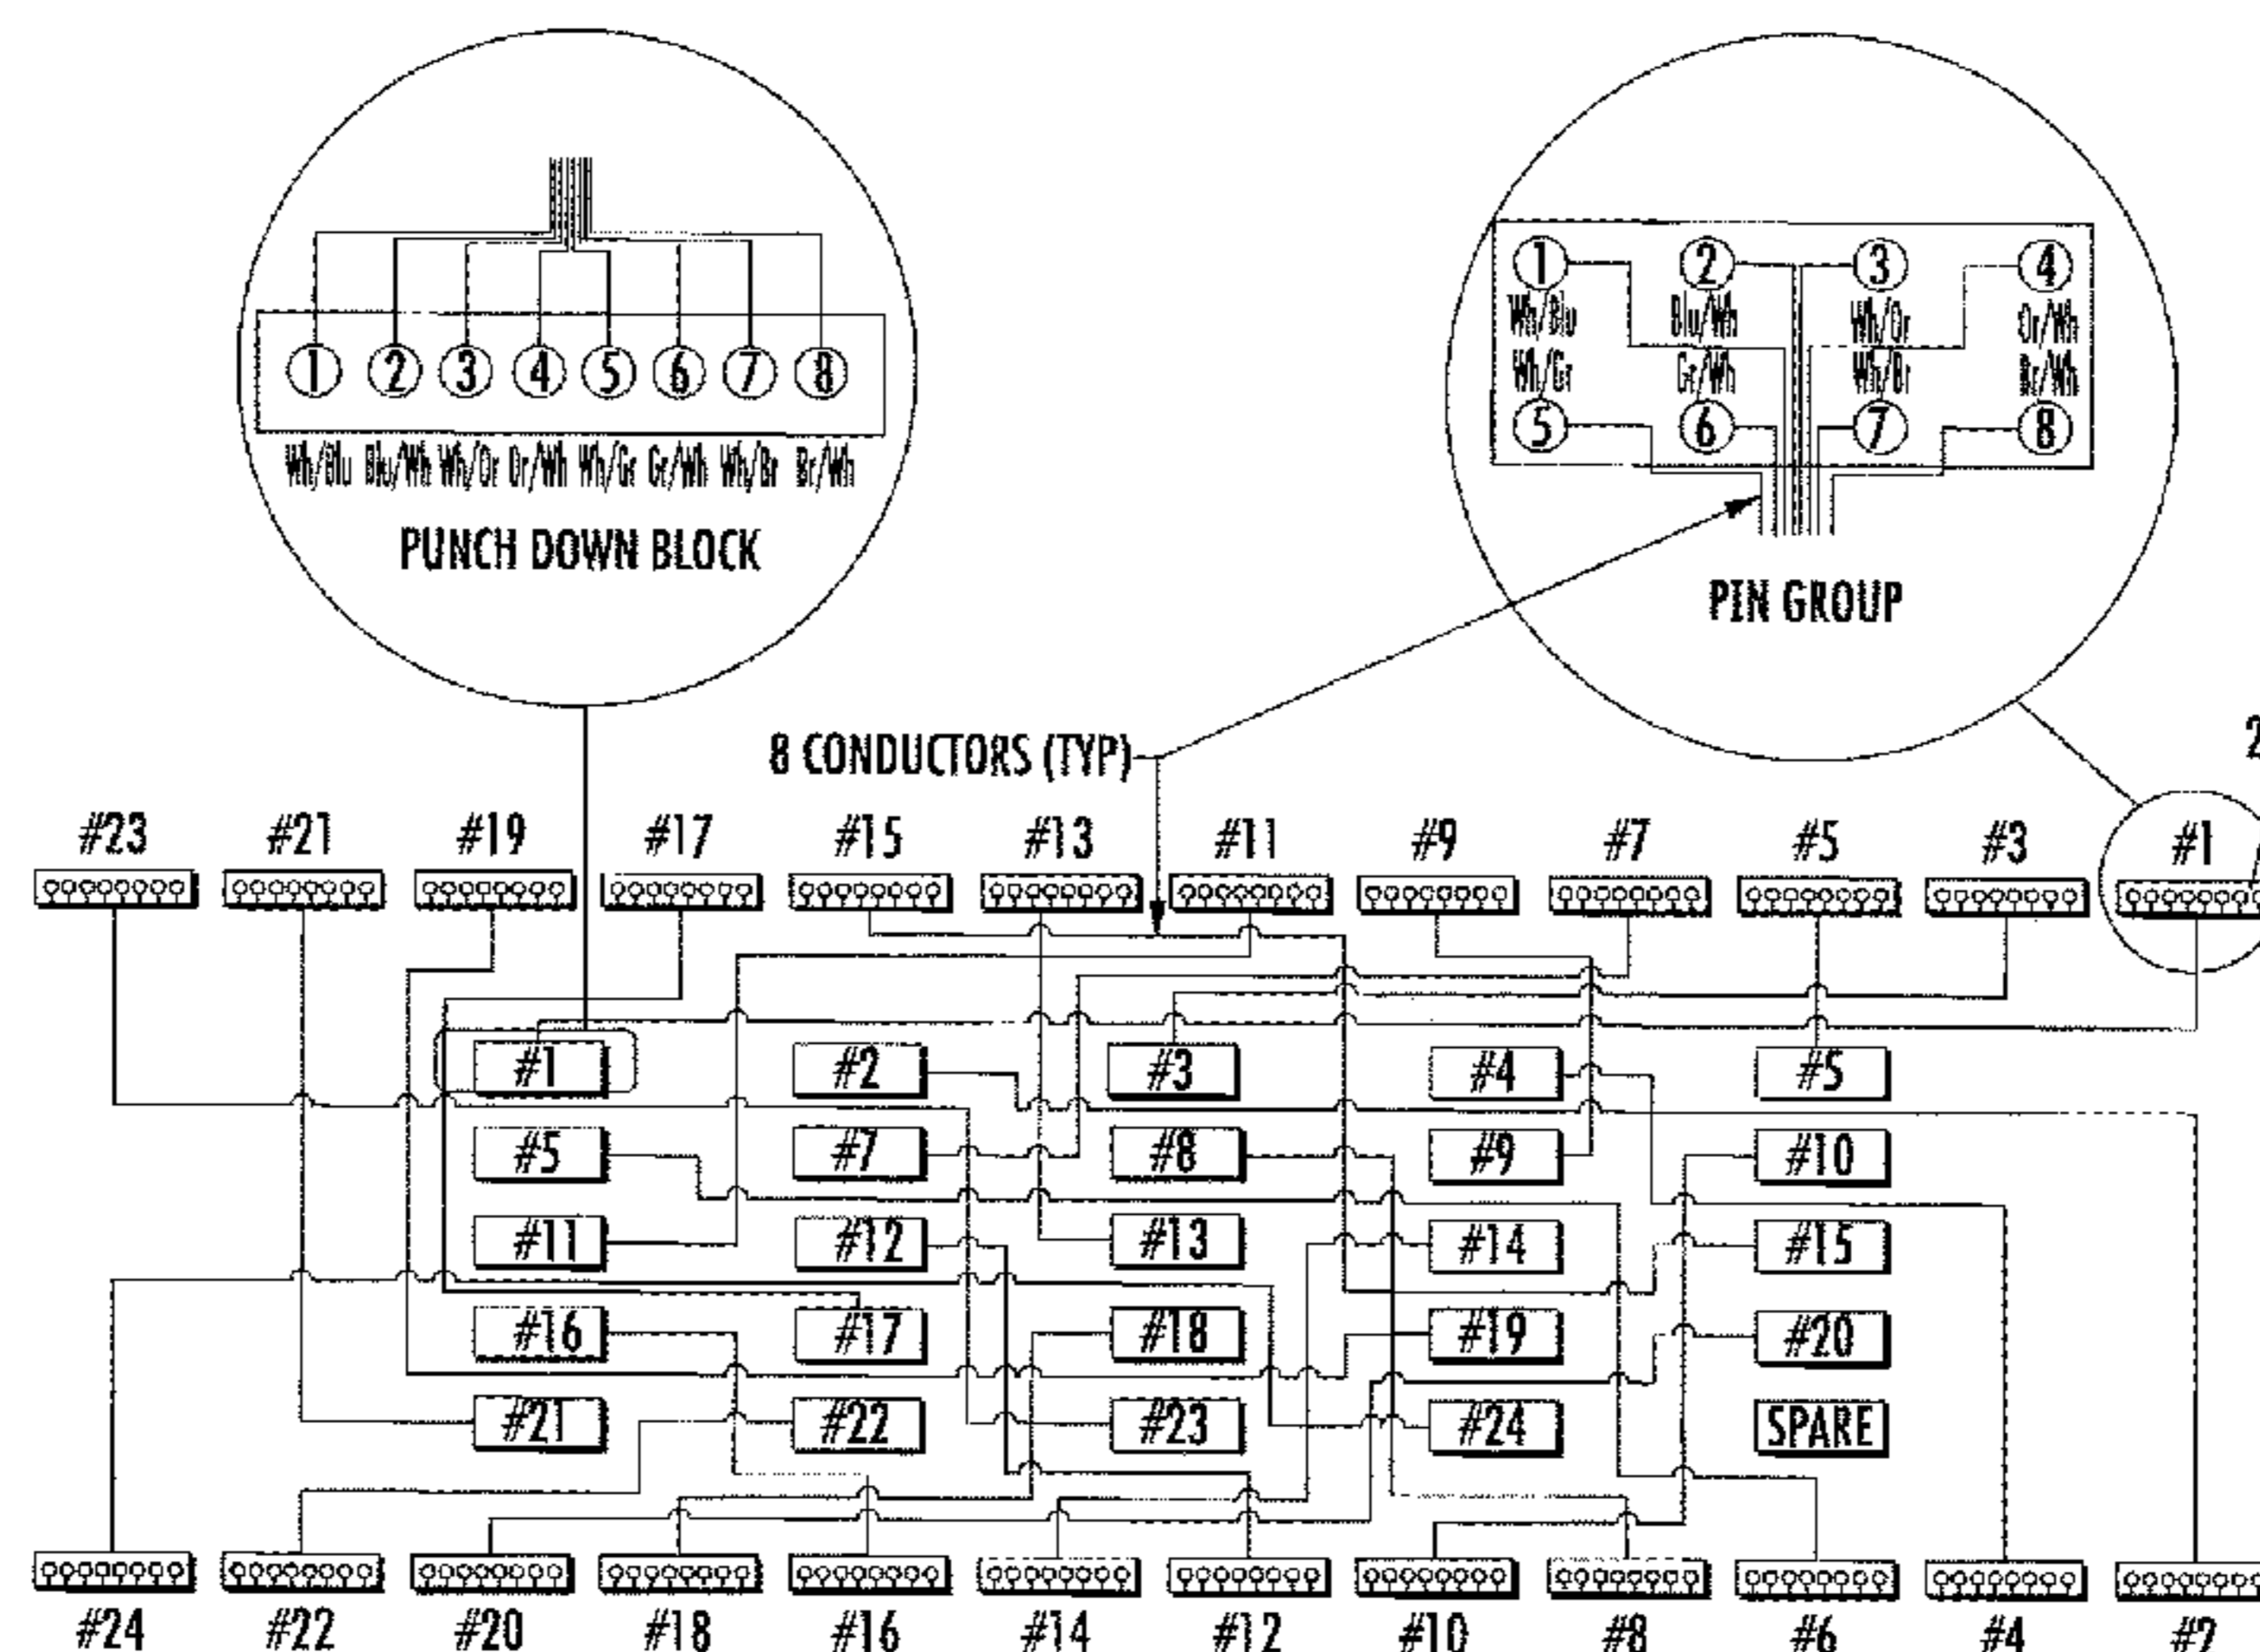 1 2 3 4 5 6 7 8
Wh/Blu Blu/Wh Wh/Or Or/Wh Wh/Gr Gr/Wh Wh/Br Br/Wh
PUNCH DOWN BLOCK
1 2 3 4
Wh/Blu Blu/Wh Wh/Or Or/Wh
Wh/Gr Gr/Wh Wh/Br Br/Wh
5 6 7 8
PIN GROUP
8 CONDUCTORS (TYP)
2
#23 #21 #19 #17 #15 #13 #11 #9 #7 #5 #3 #1
#1 #2 #3 #4 #5
#5 #7 #8 #9 #10
#11 #12 #13 #14 #15
#16 #17 #18 #19 #20
#21 #22 #23 #24 SPARE
#24 #22 #20 #18 #16 #14 #12 #10 #8 #6 #4 #2